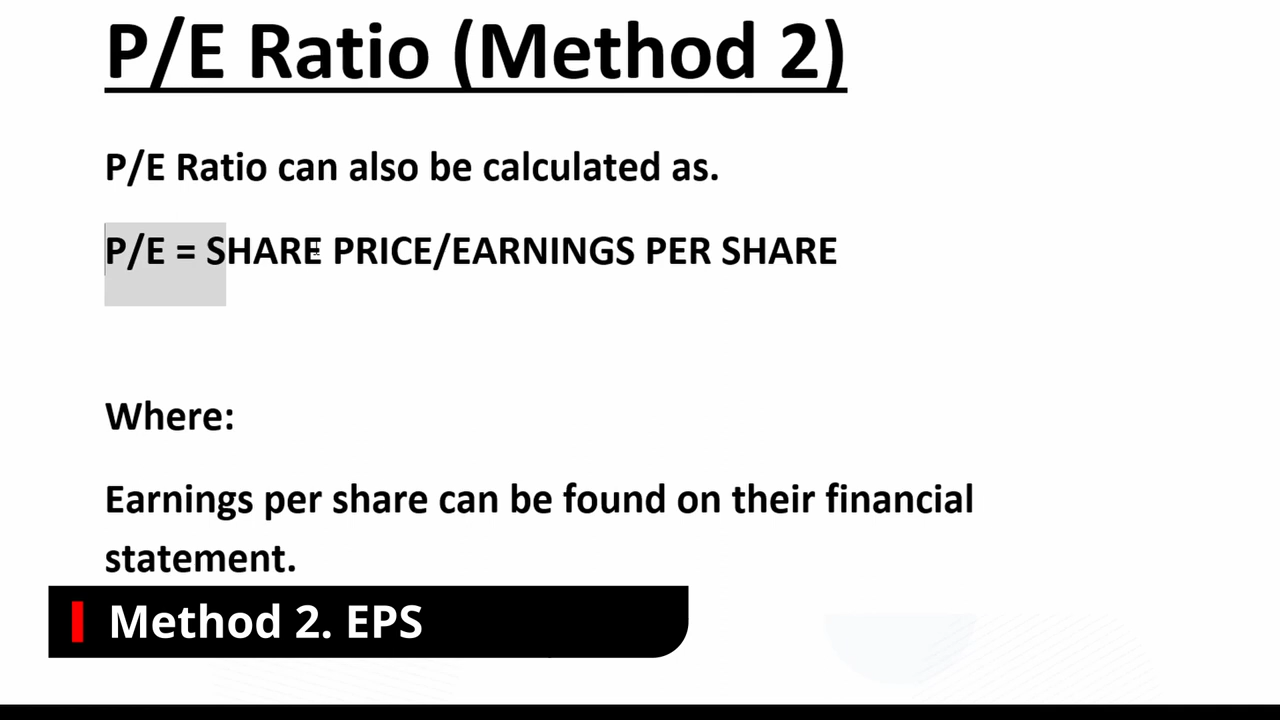 P/E Ratio (Method 2)
P/E Ratio can also be calculated as.
P/E = SHARE PRICE/EARNINGS PER SHARE
Where:
Earnings per share can be found on their financial
statement.
Method 2. EPS